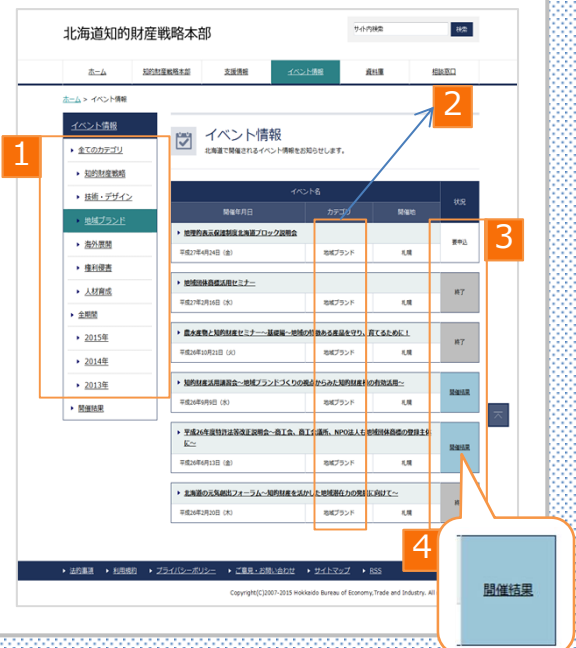 北海道知的財産戦略本部
サイト内検索
検索
ホーム
知的財産戦略本部
支援情報
イベント情報
資料庫
相談窓口
ホーム > イベント情報
1
2
3
4
イベント情報
全てのカテゴリ
知的財産戦略
技術・デザイン
地域ブランド
海外展開
権利侵害
人材育成
全期間
2015年
2014年
2013年
開催結果
イベント情報
北海道で開催されるイベント情報をお知らせします。
イベント名
状況
開催年月日 カテゴリ 開催地
地理的表示保護制度北海道ブロック説明会
要申込
平成27年4月24日（金） 地域ブランド 札幌
地域団体商標活用セミナー
終了
平成27年2月16日（水） 地域ブランド 札幌
農水産物と知的財産セミナー～基礎編～地域の特徴ある産品を守り、育てるために！
終了
平成26年10月21日（火） 地域ブランド 札幌
知的財産活用講習会～地域ブランドづくりの視点からみた知的財産の有効活用～
開催結果
平成26年9月9日（水） 地域ブランド 札幌
平成26年度特許法等改正説明会～商工会、商工会議所、NPO法人も地域団体商標の登録主体
に～
開催結果
平成26年6月13日（金） 地域ブランド 札幌
北海道の元気創出フォーラム～知的財産を活かした地域潜在力の発揮に向けて～
終
平成26年2月20日（木） 地域ブランド 札幌
開催結果
法的事項 利用規約 プライバシーポリシー ご意見・お問い合わせ サイトマップ RSS
Copyright(C)2007-2015 Hokkaido Bureau of Economy,Trade and Industry. All